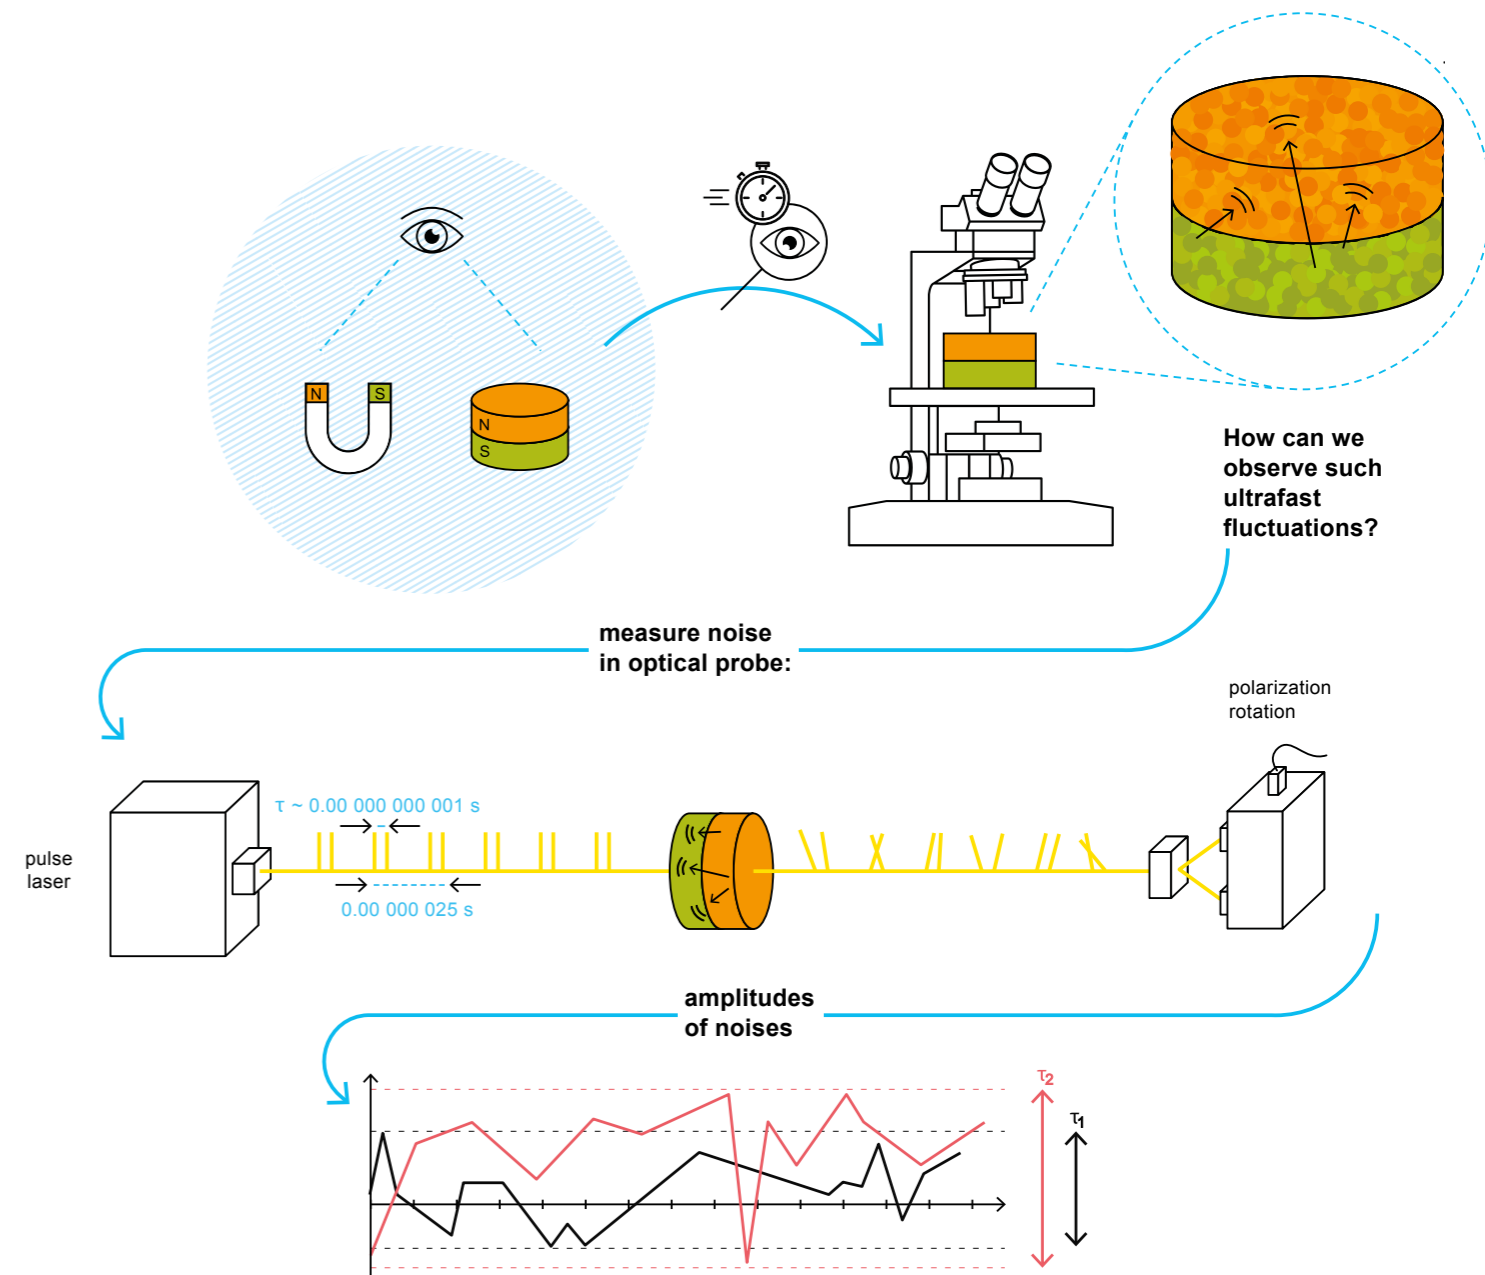 N
S
N
S
How can we
observe such
ultrafast
fluctuations?
measure noise
in optical probe:
polarization
rotation
τ ~ 0.00 000 000 001 s
pulse
laser
0.00 000 025 s
amplitudes
of noises
τ2
τ1